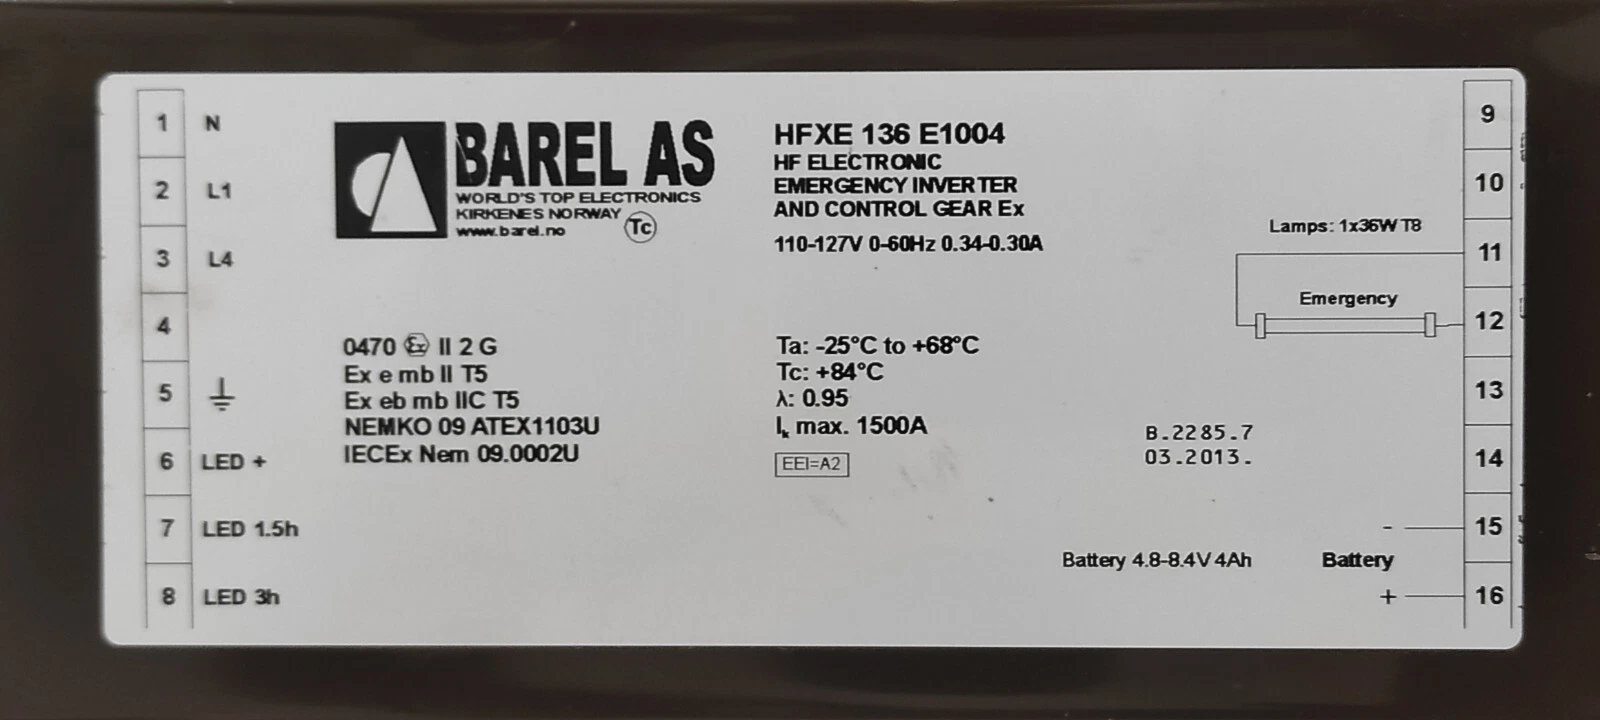 1 N
2 L1
3 L4
4
5
6 LED +
7 LED 1.5h
8 LED 3h
BAREL AS
WORLD'S TOP ELECTRONICS
KIRKENES NORWAY
www.barel.no
Tc
0470 Ex II 2 G
Ex e mb II T5
Ex eb mb IIC T5
NEMKO 09 ATEX1103U
IECEx Nem 09.0002U
HFXE 136 E1004
HF ELECTRONIC
EMERGENCY INVERTER
AND CONTROL GEAR Ex
110-127V 0-60Hz 0.34-0.30A
Ta: -25°C to +68°C
Tc: +84°C
λ: 0.95
Ik max. 1500A
EEI=A2
Lamps: 1x36W T8
Emergency
B.2285.7
03.2013.
Battery 4.8-8.4V 4Ah
Battery
9
10
11
12
13
14
- 15
+ 16